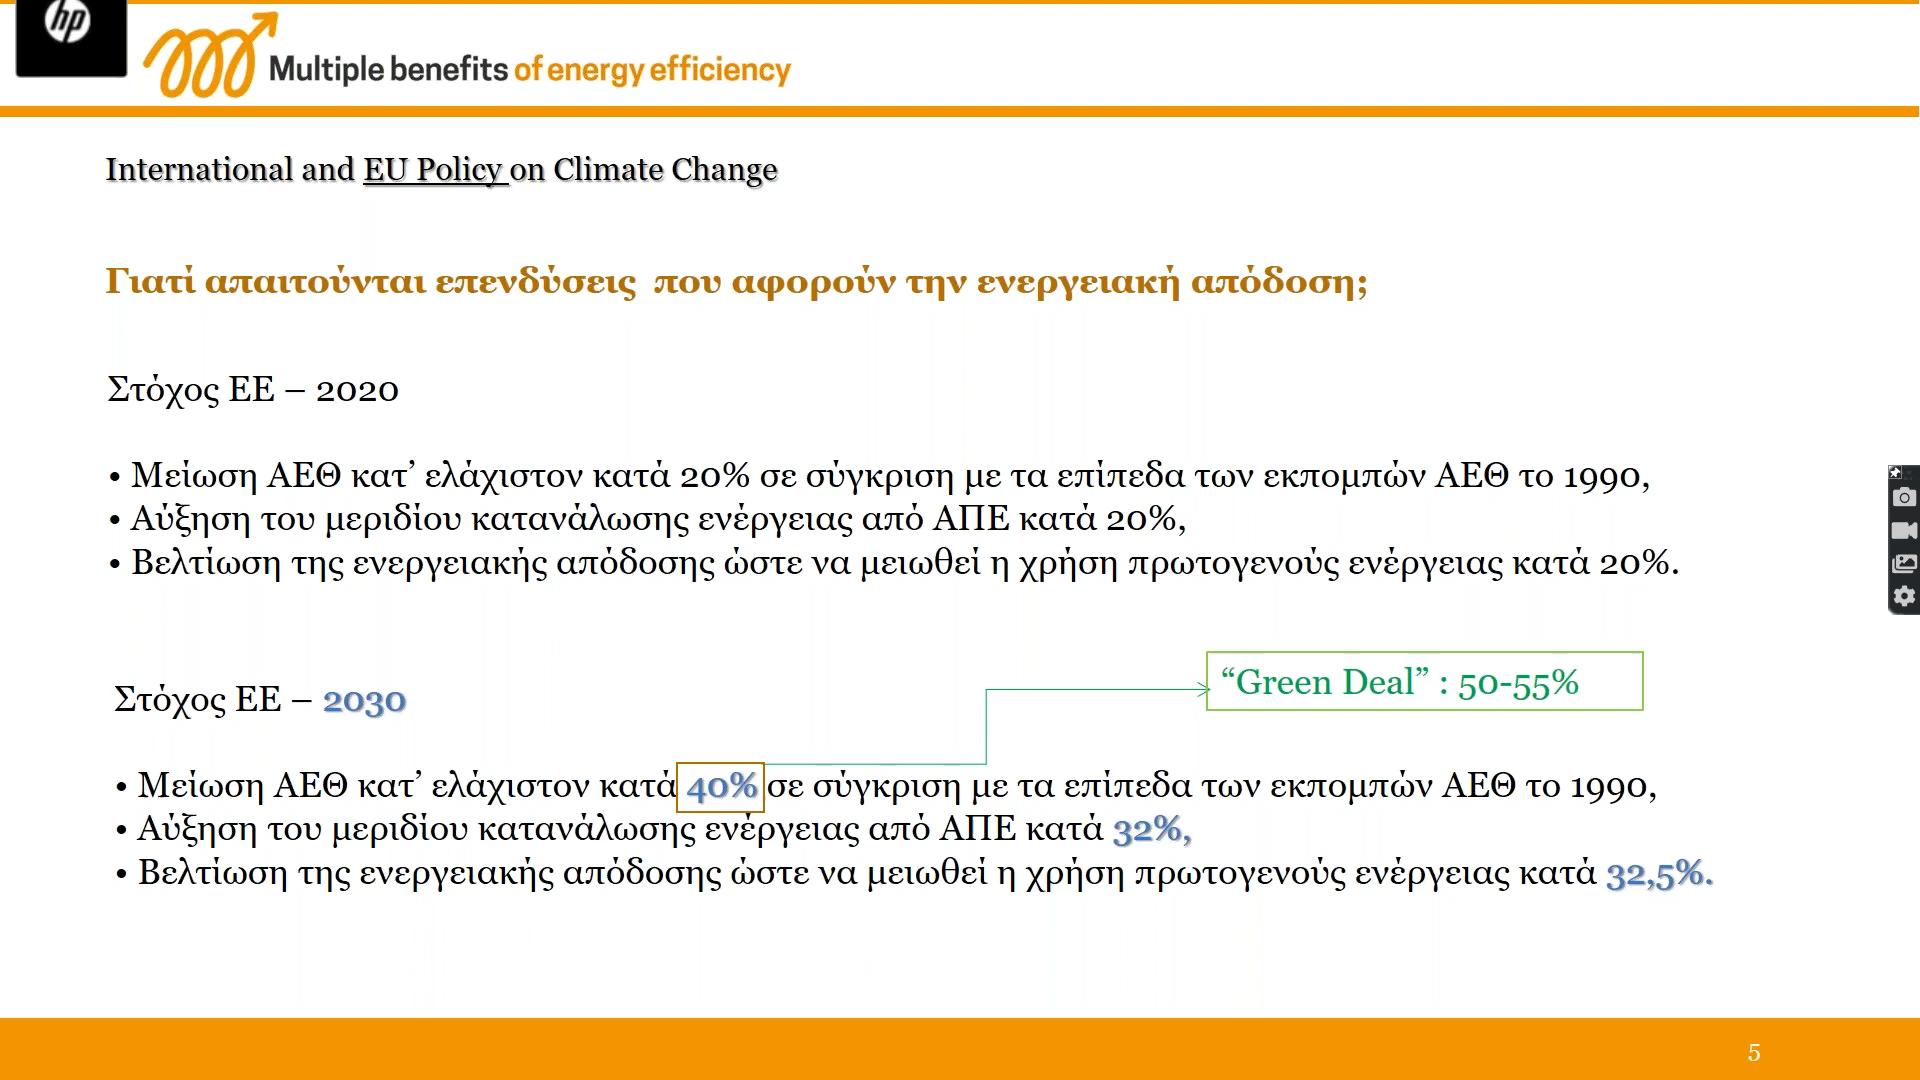 hp
Multiple benefits of energy efficiency
International and EU Policy on Climate Change
Γιατί απαιτούνται επενδύσεις που αφορούν την ενεργειακή απόδοση;
Στόχος ΕΕ – 2020
• Μείωση ΑΕΘ κατ’ ελάχιστον κατά 20% σε σύγκριση με τα επίπεδα των εκπομπών ΑΕΘ το 1990,
• Αύξηση του μεριδίου κατανάλωσης ενέργειας από ΑΠΕ κατά 20%,
• Βελτίωση της ενεργειακής απόδοσης ώστε να μειωθεί η χρήση πρωτογενούς ενέργειας κατά 20%.
“Green Deal” : 50-55%
Στόχος ΕΕ – 2030
• Μείωση ΑΕΘ κατ’ ελάχιστον κατά 40% σε σύγκριση με τα επίπεδα των εκπομπών ΑΕΘ το 1990,
• Αύξηση του μεριδίου κατανάλωσης ενέργειας από ΑΠΕ κατά 32%,
• Βελτίωση της ενεργειακής απόδοσης ώστε να μειωθεί η χρήση πρωτογενούς ενέργειας κατά 32,5%.
5